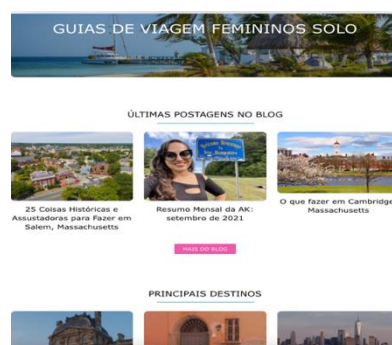 GUIAS DE VIAGEM FEMININOS SOLO
ÚLTIMAS POSTAGENS NO BLOG
25 Coisas Históricas e
Assustadoras para Fazer em
Salem, Massachusetts
Resumo Mensal da AK:
setembro de 2021
O que fazer em Cambridge
Massachusetts
MAIS DO BLOG
PRINCIPAIS DESTINOS